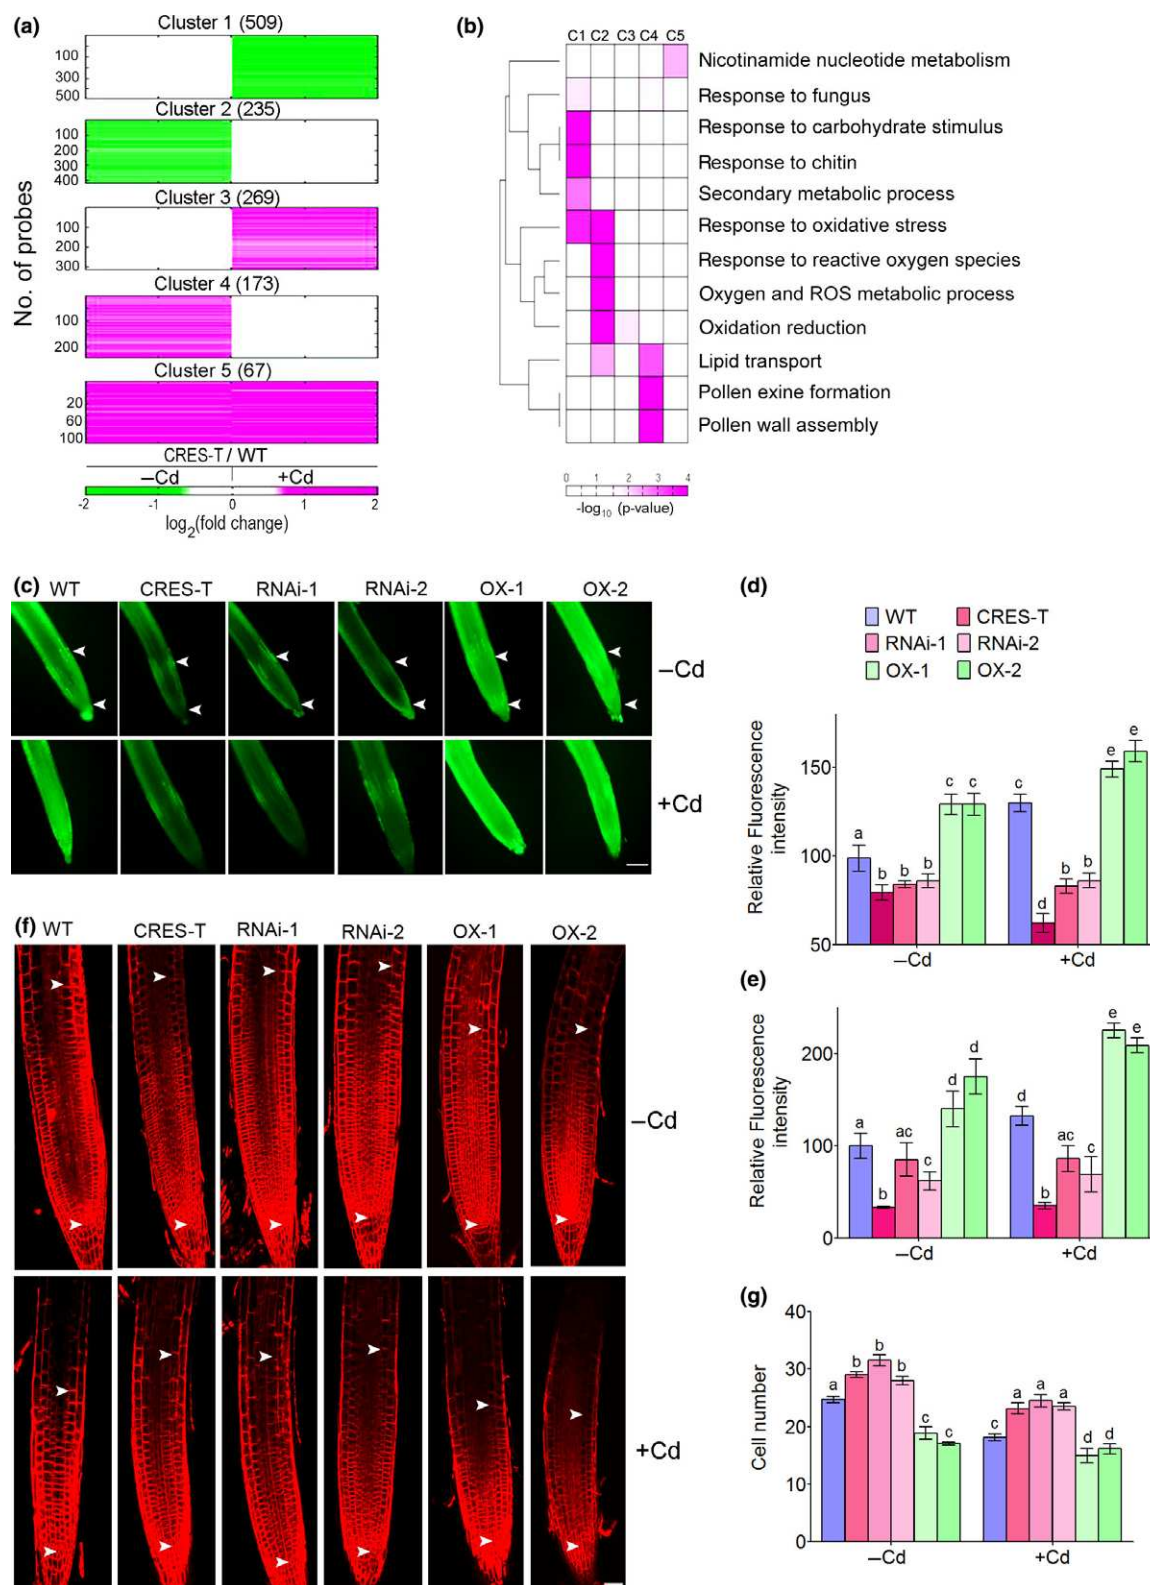 (a)
Cluster 1 (509)
100
300
500
Cluster 2 (235)
100
200
300
400
Cluster 3 (269)
100
200
300
Cluster 4 (173)
100
200
Cluster 5 (67)
20
60
100
No. of probes
CRES-T / WT
–Cd +Cd
-2 -1 0 1 2
log2(fold change)
(b)
C1 C2 C3 C4 C5
Nicotinamide nucleotide metabolism
Response to fungus
Response to carbohydrate stimulus
Response to chitin
Secondary metabolic process
Response to oxidative stress
Response to reactive oxygen species
Oxygen and ROS metabolic process
Oxidation reduction
Lipid transport
Pollen exine formation
Pollen wall assembly
0 1 2 3 4
-log10 (p-value)
(c)
WT CRES-T RNAi-1 RNAi-2 OX-1 OX-2
–Cd
+Cd
(d)
WT CRES-T
RNAi-1 RNAi-2
OX-1 OX-2
Relative Fluorescence
intensity
150
100
50
a b b b c c c d b b e e
–Cd +Cd
(e)
Relative Fluorescence
intensity
200
100
0
a b ac c d d d b ac c e e
–Cd +Cd
(f)
WT CRES-T RNAi-1 RNAi-2 OX-1 OX-2
–Cd
+Cd
(g)
Cell number
40
30
20
10
0
a b b b c c c a a a d d
–Cd +Cd